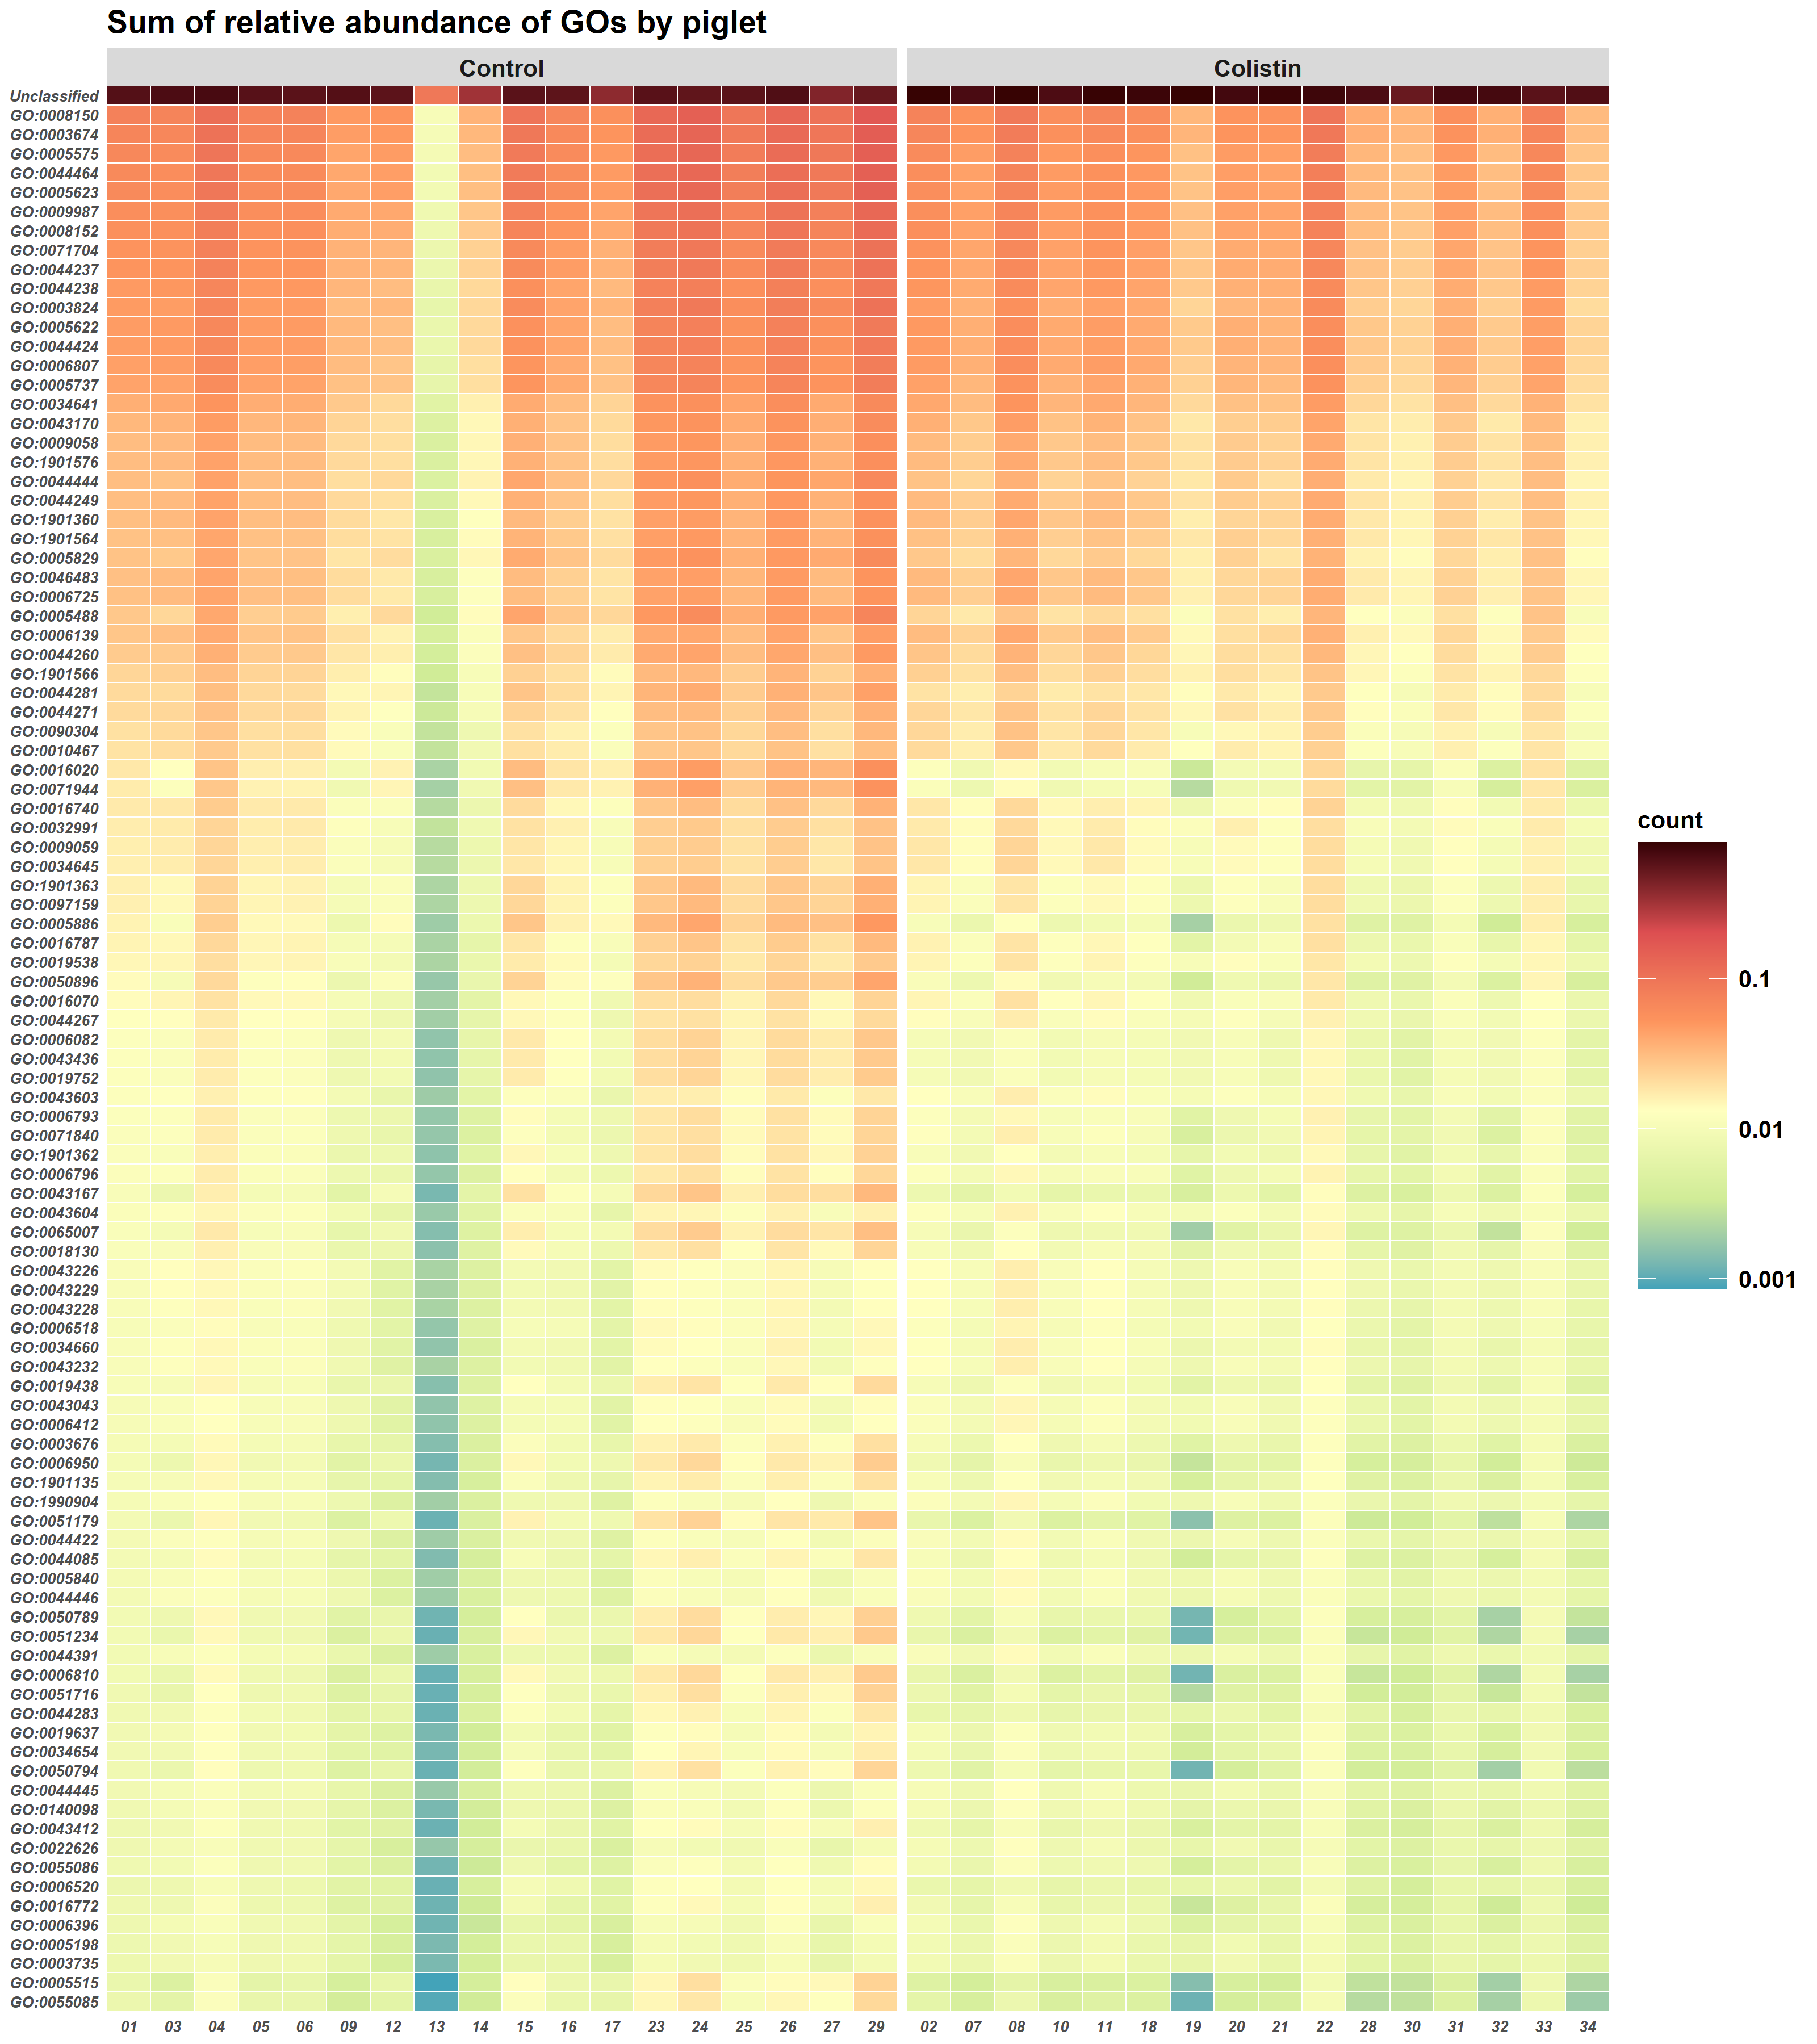 Sum of relative abundance of GOs by piglet
Control Colistin
Unclassified
GO:0008150
GO:0003674
GO:0005575
GO:0044464
GO:0005623
GO:0009987
GO:0008152
GO:0071704
GO:0044237
GO:0044238
GO:0003824
GO:0005622
GO:0044424
GO:0006807
GO:0005737
GO:0034641
GO:0043170
GO:0009058
GO:1901576
GO:0044444
GO:0044249
GO:1901360
GO:1901564
GO:0005829
GO:0046483
GO:0006725
GO:0005488
GO:0006139
GO:0044260
GO:1901566
GO:0044281
GO:0044271
GO:0090304
GO:0010467
GO:0016020
GO:0071944
GO:0016740
GO:0032991
GO:0009059
GO:0034645
GO:1901363
GO:0097159
GO:0005886
GO:0016787
GO:0019538
GO:0050896
GO:0016070
GO:0044267
GO:0006082
GO:0043436
GO:0019752
GO:0043603
GO:0006793
GO:0071840
GO:1901362
GO:0006796
GO:0043167
GO:0043604
GO:0065007
GO:0018130
GO:0043226
GO:0043229
GO:0043228
GO:0006518
GO:0034660
GO:0043232
GO:0019438
GO:0043043
GO:0006412
GO:0003676
GO:0006950
GO:1901135
GO:1990904
GO:0051179
GO:0044422
GO:0044085
GO:0005840
GO:0044446
GO:0050789
GO:0051234
GO:0044391
GO:0006810
GO:0051716
GO:0044283
GO:0019637
GO:0034654
GO:0050794
GO:0044445
GO:0140098
GO:0043412
GO:0022626
GO:0055086
GO:0006520
GO:0016772
GO:0006396
GO:0005198
GO:0003735
GO:0005515
GO:0055085
01 03 04 05 06 09 12 13 14 15 16 17 23 24 25 26 27 29 02 07 08 10 11 18 19 20 21 22 28 30 31 32 33 34
count
0.1
0.01
0.001